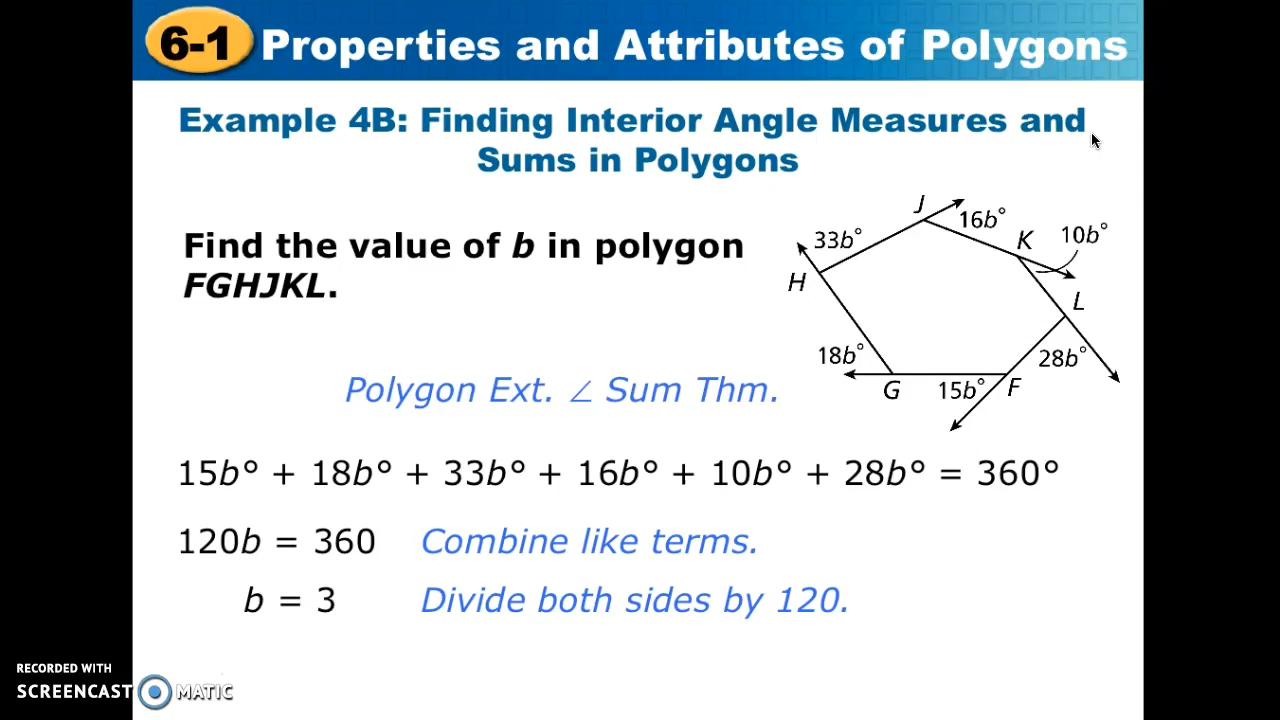 6-1 Properties and Attributes of Polygons
Example 4B: Finding Interior Angle Measures and
Sums in Polygons
Find the value of b in polygon
FGHJKL.
J
16b°
K
10b°
33b°
H
L
18b°
28b°
G
15b°
F
Polygon Ext. ∠ Sum Thm.
15b° + 18b° + 33b° + 16b° + 10b° + 28b° = 360°
120b = 360 Combine like terms.
b = 3 Divide both sides by 120.
RECORDED WITH
SCREENCAST MATIC